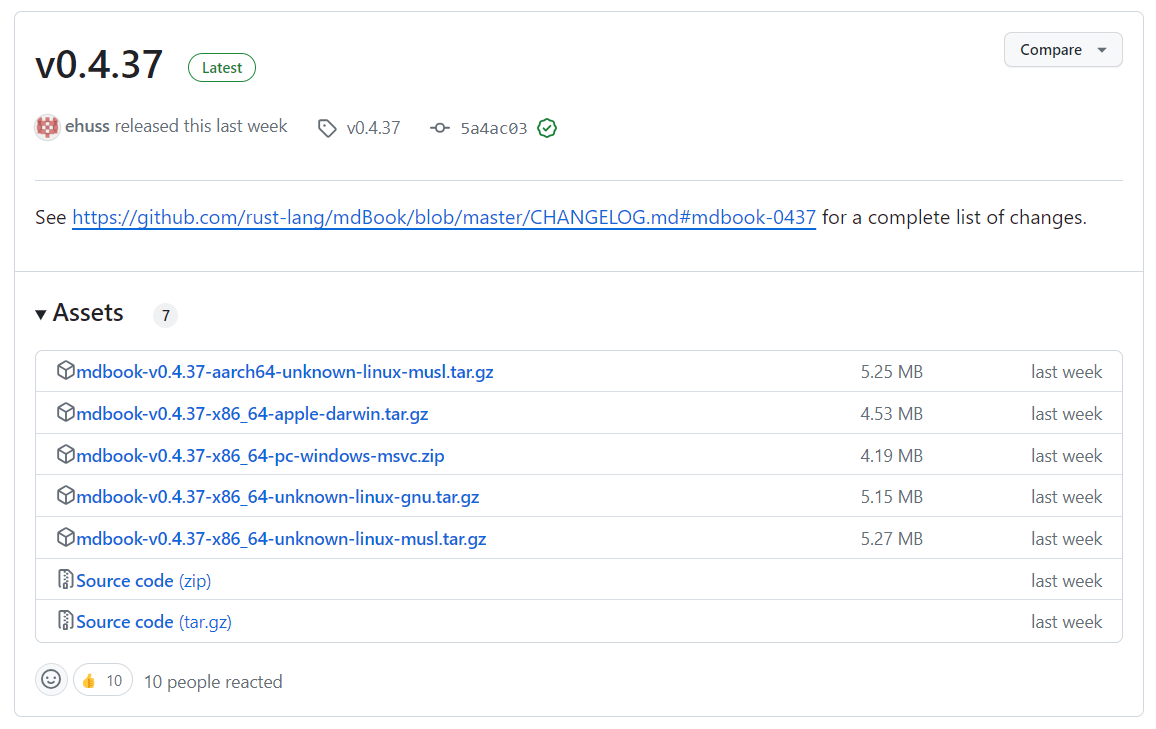 v0.4.37 Latest Compare
ehuss released this last week v0.4.37 5a4ac03
See https://github.com/rust-lang/mdBook/blob/master/CHANGELOG.md#mdbook-0437 for a complete list of changes.
Assets 7
mdbook-v0.4.37-aarch64-unknown-linux-musl.tar.gz 5.25 MB last week
mdbook-v0.4.37-x86_64-apple-darwin.tar.gz 4.53 MB last week
mdbook-v0.4.37-x86_64-pc-windows-msvc.zip 4.19 MB last week
mdbook-v0.4.37-x86_64-unknown-linux-gnu.tar.gz 5.15 MB last week
mdbook-v0.4.37-x86_64-unknown-linux-musl.tar.gz 5.27 MB last week
Source code (zip) last week
Source code (tar.gz) last week
10 10 people reacted